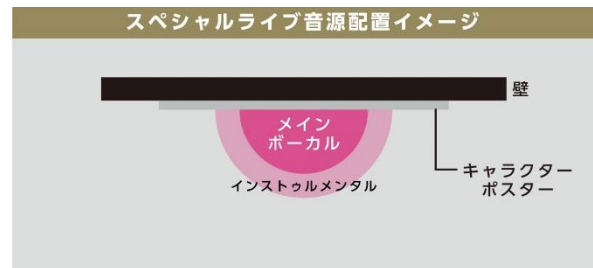 スペシャルライブ音源配置イメージ
壁
メイン
ボーカル
インストゥルメンタル
キャラクター
ポスター